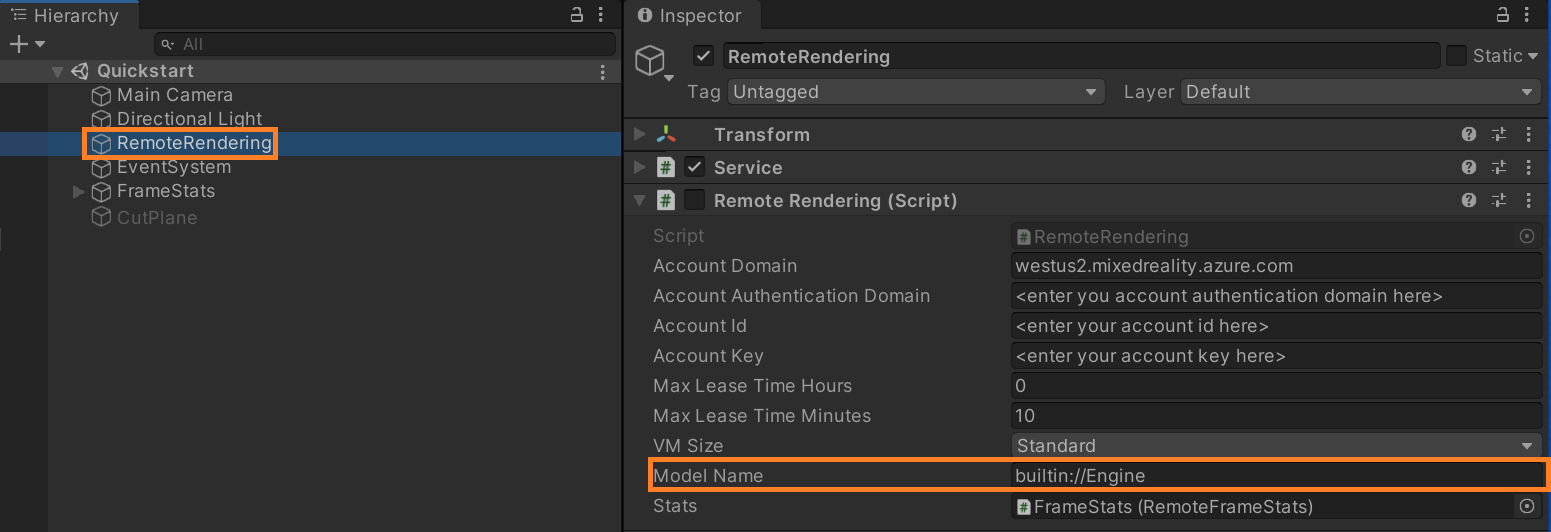 Hierarchy
All
Quickstart
Main Camera
Directional Light
RemoteRendering
EventSystem
FrameStats
CutPlane
Inspector
RemoteRendering
Static
Tag Untagged Layer Default
Transform
Service
Remote Rendering (Script)
Script RemoteRendering
Account Domain westus2.mixedreality.azure.com
Account Authentication Domain <enter you account authentication domain here>
Account Id <enter your account id here>
Account Key <enter your account key here>
Max Lease Time Hours 0
Max Lease Time Minutes 10
VM Size Standard
Model Name builtin://Engine
Stats FrameStats (RemoteFrameStats)